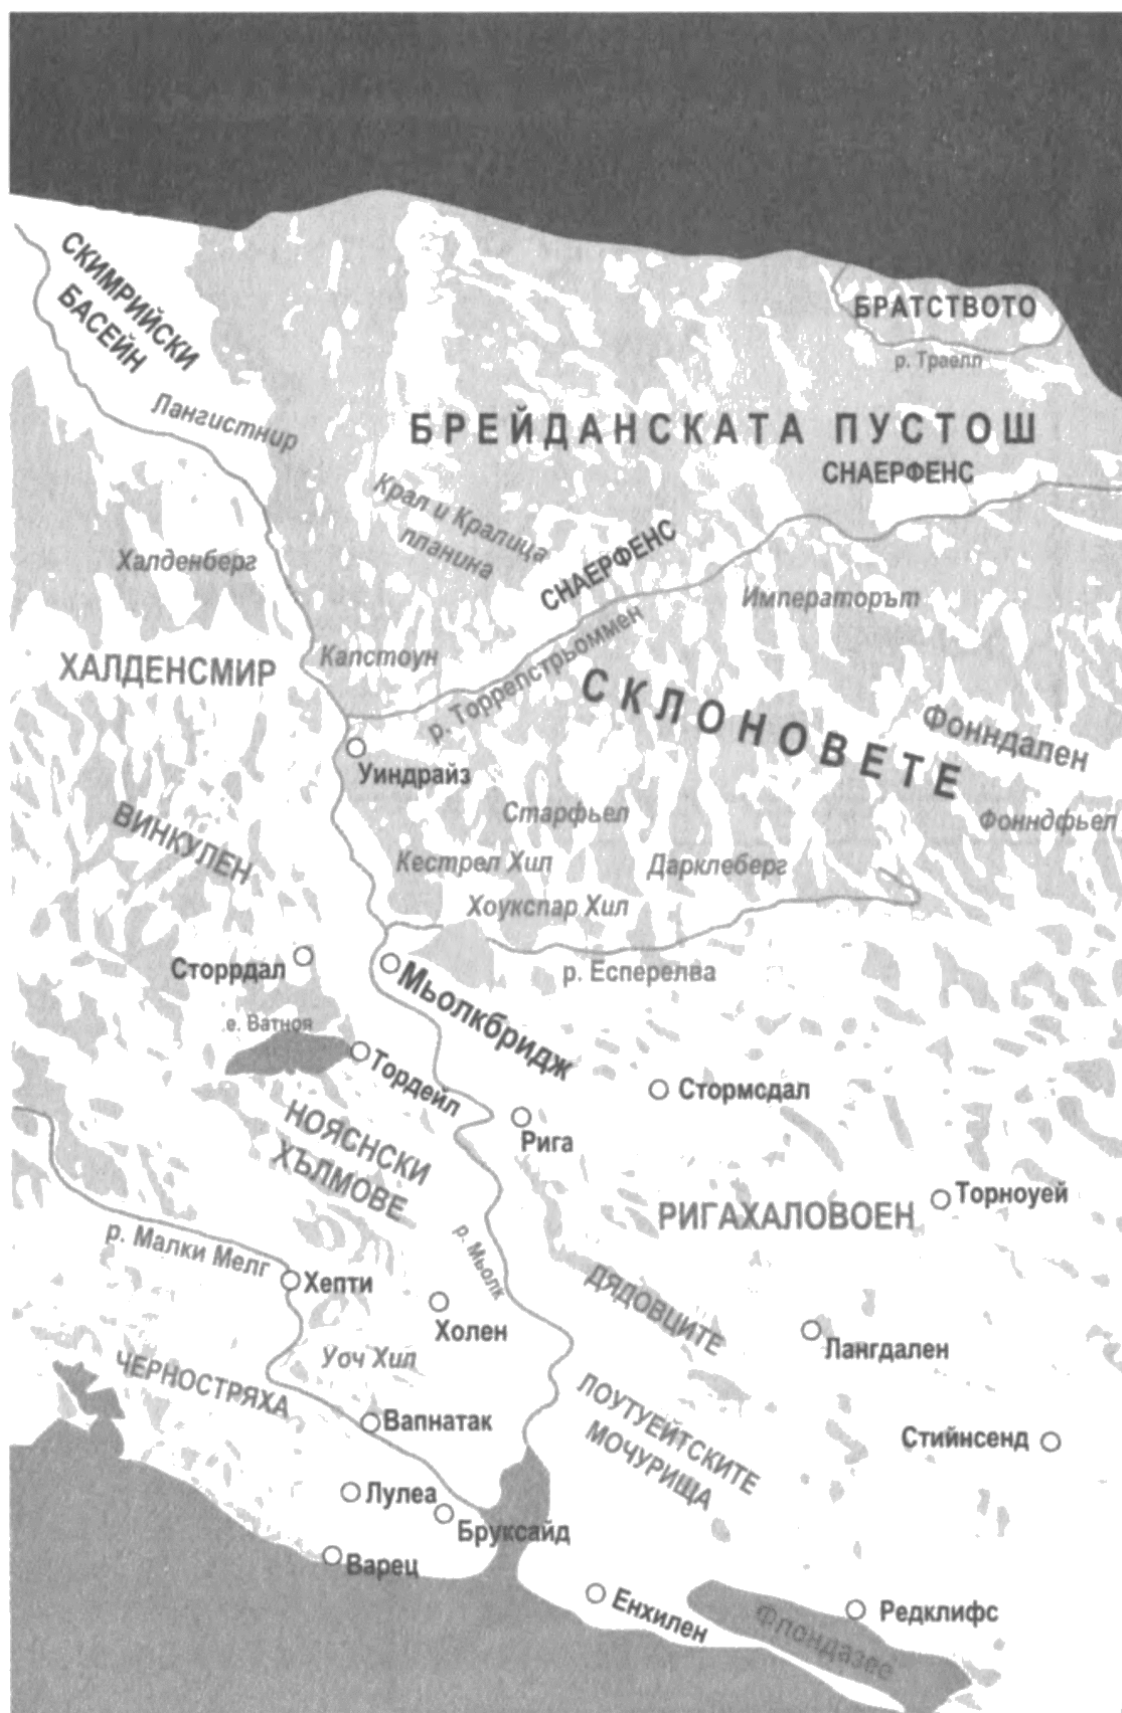 СКИМРИЙСКИ
БАСЕЙН
БРАТСТВОТО
р. Траелл
Лангистнир
БРЕЙДАНСКАТА ПУСТОШ
СНАЕРФЕНС
Крал и Кралица
планина
СНАЕРФЕНС
Халденберг
Императорът
ХАЛДЕНСМИР
Капстоун
р. Торрепстрьоммен
СКЛОНОВЕТЕ
Фонндален
Уиндрайз
Старфьел
Фонндфьел
ВИНКУЛЕН
Кестрел Хил
Дарклеберг
Хоукспар Хил
Сторрдал
Мьолкбридж
р. Есперелва
е. Ватноя
Тордейл
Стормсдал
НОЯСНСКИ
ХЪЛМОВЕ
Рига
Торноуей
РИГАХАЛОВОЕН
р. Малки Мелг
р. Мьолк
Хепти
ДЯДОВЦИТЕ
Холен
Лангдален
Уоч Хил
ЧЕРНОСТРЯХА
Вапнатак
ЛОУТУЕЙТСКИТЕ
МОЧУРИЩА
Стийнсенд
Лулеа
Бруксайд
Варец
Енхилен
Флондазее
Редклифс